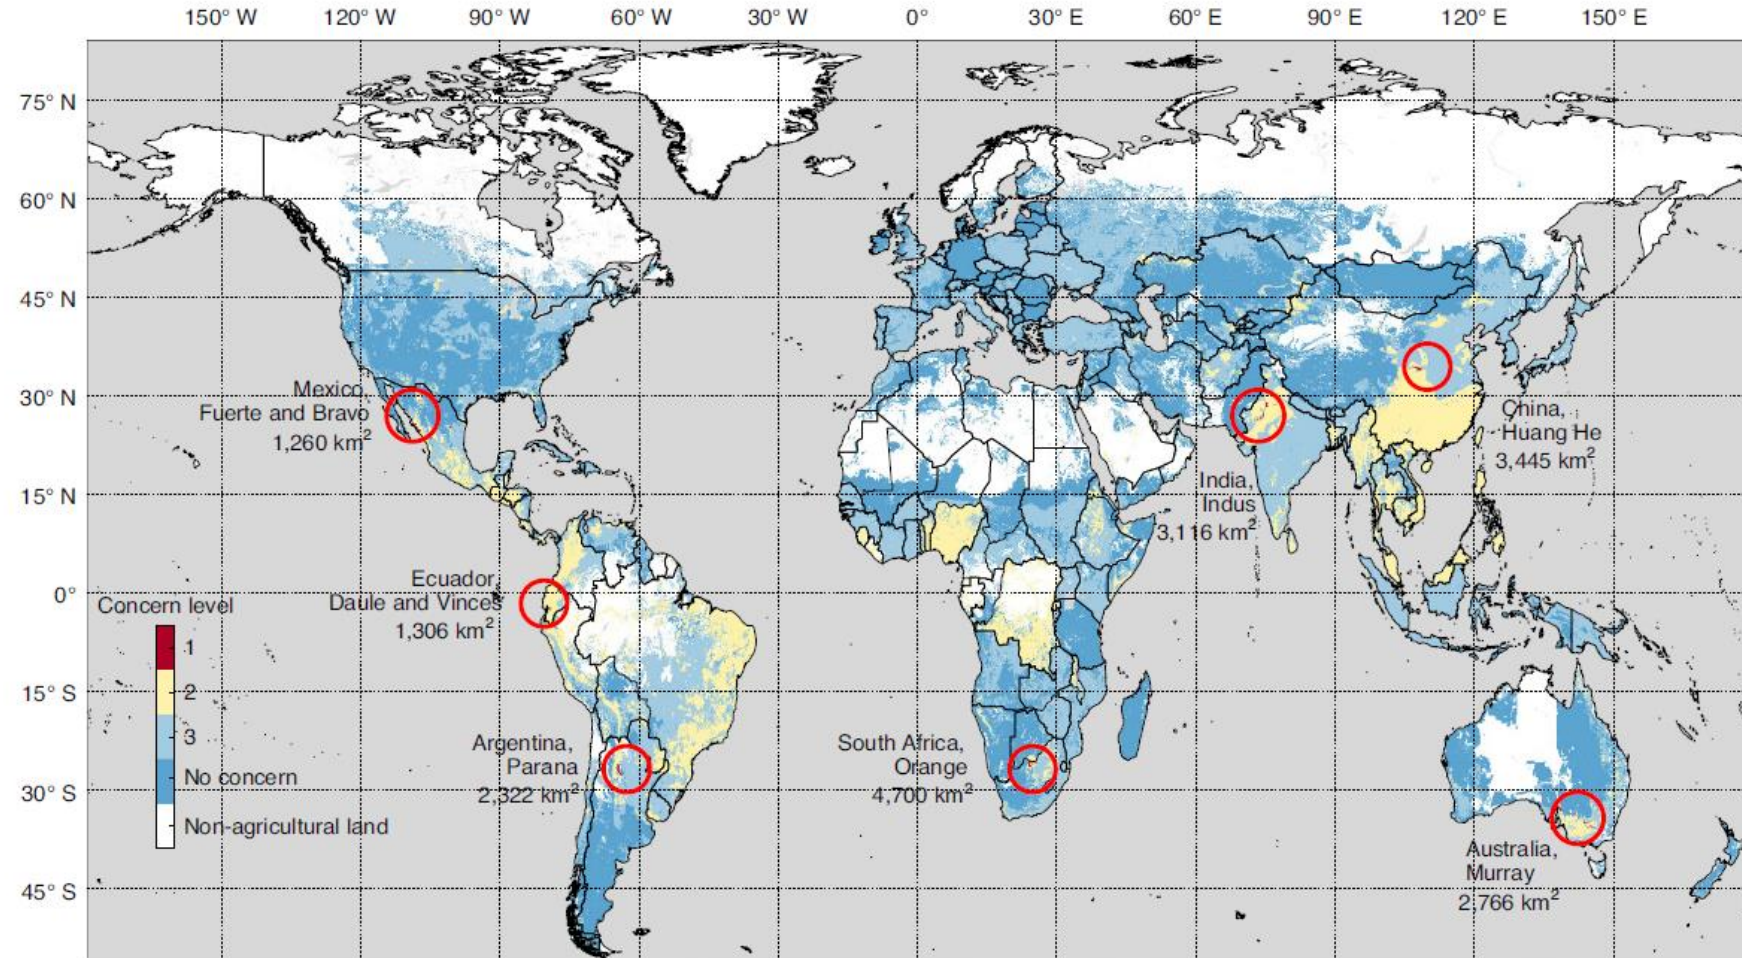 150° W 120° W 90° W 60° W 30° W 0° 30° E 60° E 90° E 120° E 150° E
75° N
60° N
45° N
30° N
15° N
0°
15° S
30° S
45° S
Mexico,
Fuerte and Bravo
1,260 km²
China,
Huang He
3,445 km²
India,
Indus
3,116 km²
Ecuador,
Daule and Vinces
1,306 km²
Concern level
1
2
3
No concern
Non-agricultural land
Argentina,
Parana
2,322 km²
South Africa,
Orange
4,700 km²
Australia,
Murray
2,766 km²